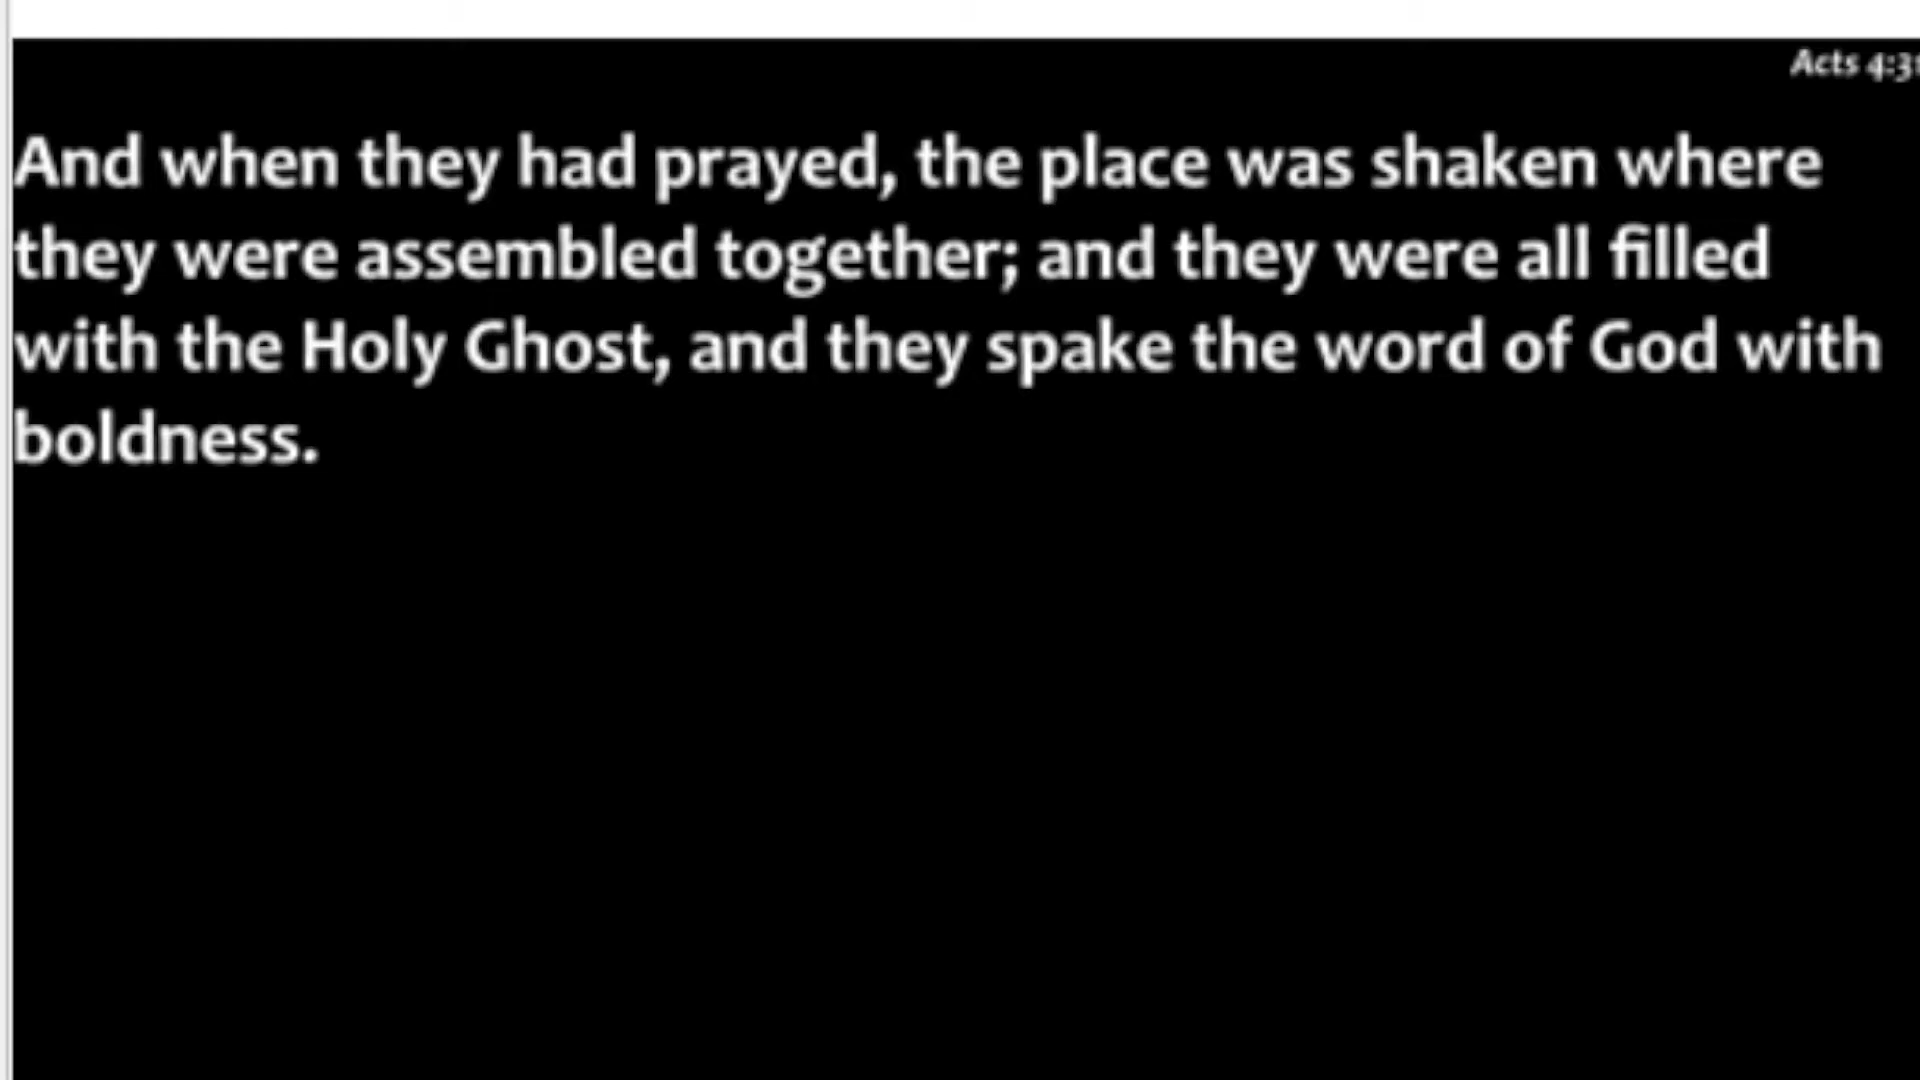 Acts 4:31
And when they had prayed, the place was shaken where
they were assembled together; and they were all filled
with the Holy Ghost, and they spake the word of God with
boldness.